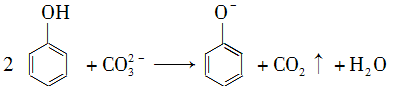 OH O⁻
2 + CO₃²⁻ ⟶ + CO₂ ↑ + H₂O